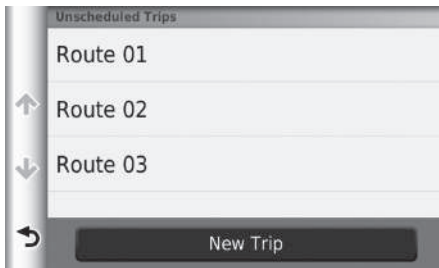 Unscheduled Trips
Route 01
Route 02
Route 03
New Trip